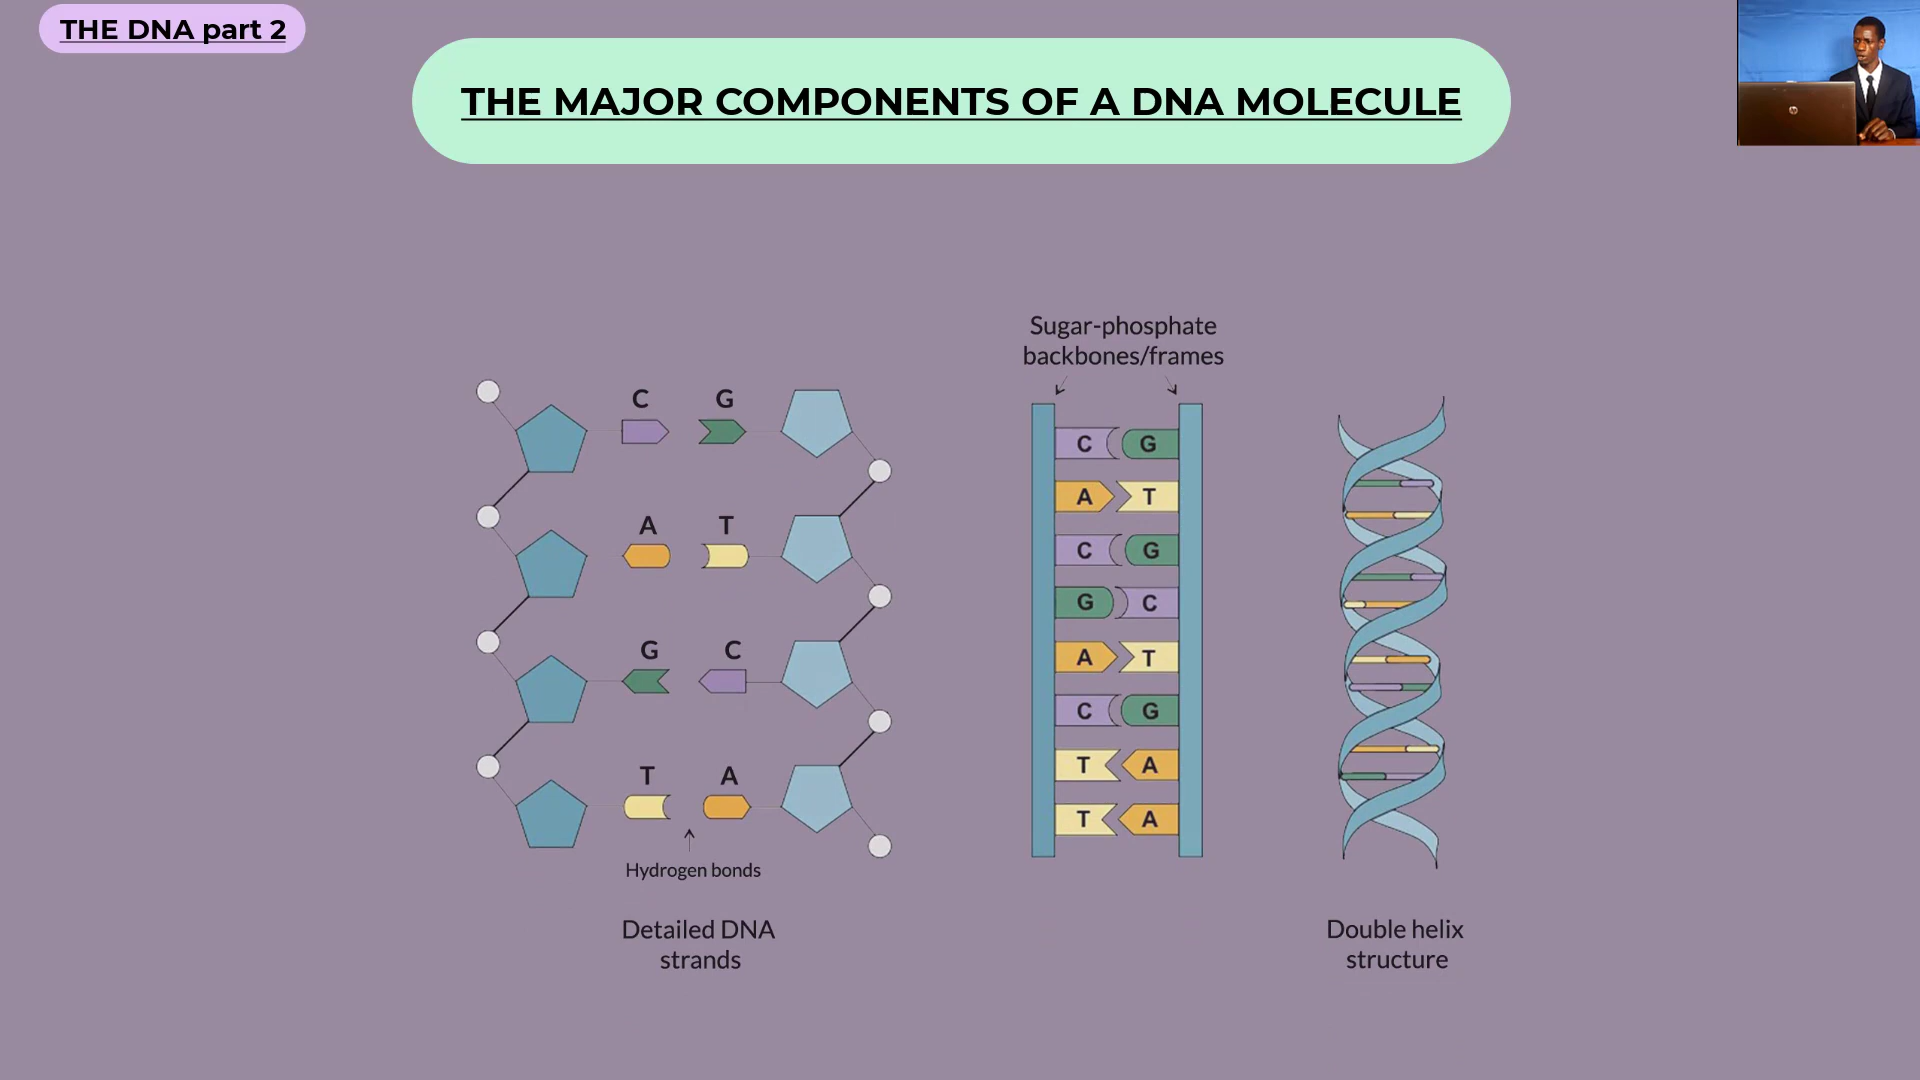 THE DNA part 2
THE MAJOR COMPONENTS OF A DNA MOLECULE
C G
A T
G C
T A
Hydrogen bonds
Detailed DNA
strands
Sugar-phosphate
backbones/frames
C G
A T
C G
G C
A T
C G
T A
T A
Double helix
structure